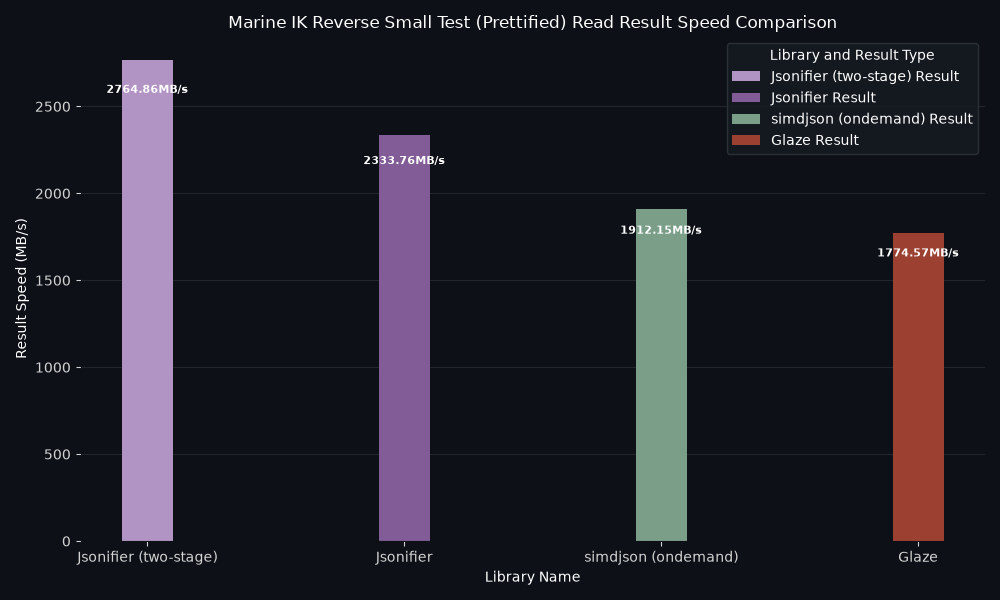 Marine IK Reverse Small Test (Prettified) Read Result Speed Comparison
Library and Result Type
Jsonifier (two-stage) Result
Jsonifier Result
simdjson (ondemand) Result
Glaze Result
2764.86MB/s
2333.76MB/s
1912.15MB/s
1774.57MB/s
Result Speed (MB/s)
2500
2000
1500
1000
500
0
Jsonifier (two-stage)
Jsonifier
simdjson (ondemand)
Glaze
Library Name